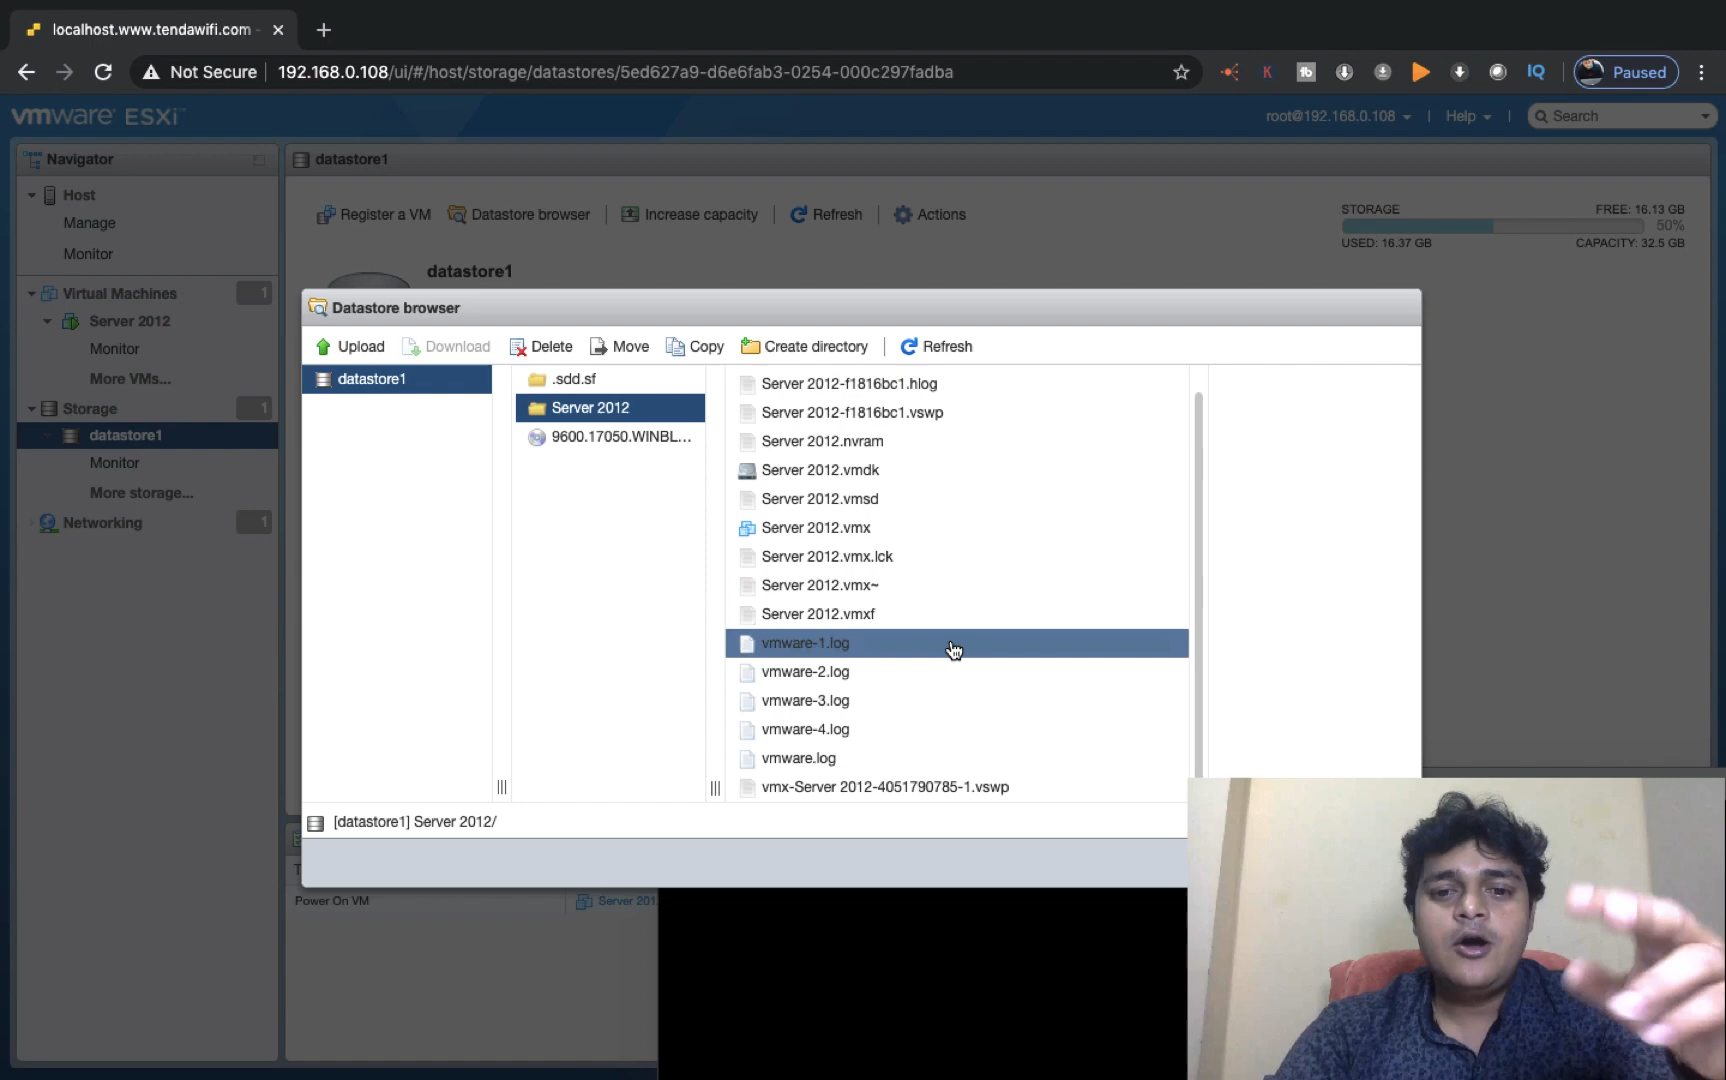 localhost.www.tendawifi.com -
Not Secure
192.168.0.108/ui/#/host/storage/datastores/5ed627a9-d6e6fab3-0254-000c297fadba
K
tb
IQ
Paused
vmware ESXi
root@192.168.0.108
Help
Search
Navigator
Host
Manage
Monitor
Virtual Machines
1
Server 2012
Monitor
More VMs...
Storage
1
datastore1
Monitor
More storage...
Networking
1
datastore1
Register a VM
Datastore browser
Increase capacity
Refresh
Actions
STORAGE
FREE: 16.13 GB
50%
USED: 16.37 GB
CAPACITY: 32.5 GB
datastore1
Datastore browser
Upload
Download
Delete
Move
Copy
Create directory
Refresh
datastore1
.sdd.sf
Server 2012
9600.17050.WINBL...
Server 2012-f1816bc1.hlog
Server 2012-f1816bc1.vswp
Server 2012.nvram
Server 2012.vmdk
Server 2012.vmsd
Server 2012.vmx
Server 2012.vmx.lck
Server 2012.vmx~
Server 2012.vmxf
vmware-1.log
vmware-2.log
vmware-3.log
vmware-4.log
vmware.log
vmx-Server 2012-4051790785-1.vswp
[datastore1] Server 2012/
T
Power On VM
Server 201